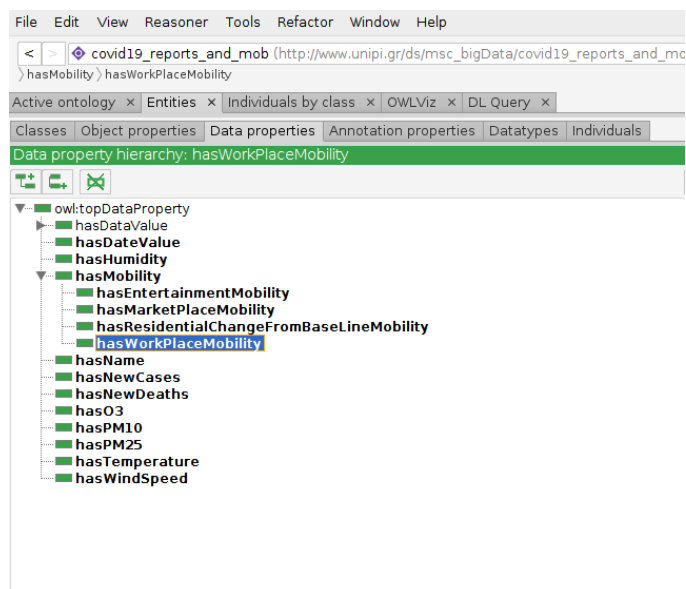 File Edit View Reasoner Tools Refactor Window Help
< > covid19_reports_and_mob (http://www.unipi.gr/ds/msc_bigData/covid19_reports_and_mo
hasMobility hasWorkPlaceMobility
Active ontology × Entities × Individuals by class × OWLViz × DL Query ×
Classes Object properties Data properties Annotation properties Datatypes Individuals
Data property hierarchy: hasWorkPlaceMobility
owl:topDataProperty
hasDataValue
hasDateValue
hasHumidity
hasMobility
hasEntertainmentMobility
hasMarketPlaceMobility
hasResidentialChangeFromBaseLineMobility
hasWorkPlaceMobility
hasName
hasNewCases
hasNewDeaths
hasO3
hasPM10
hasPM25
hasTemperature
hasWindSpeed